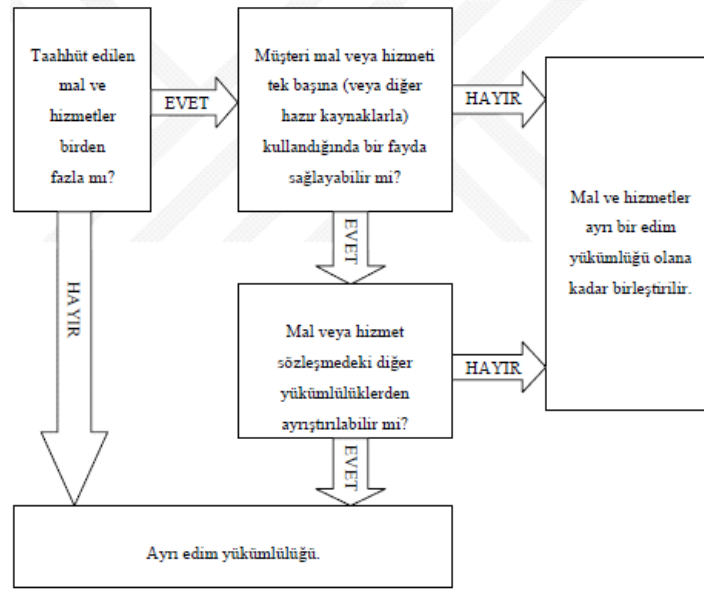 Taahhüt edilen
mal ve
hizmetler
birden
fazla mı?
EVET
Müşteri mal veya hizmeti
tek başına (veya diğer
hazır kaynaklarla)
kullandığında bir fayda
sağlayabilir mi?
HAYIR
Mal ve hizmetler
ayrı bir edim
yükümlüğü olana
kadar birleştirilir.
EVET
HAYIR
Mal veya hizmet
sözleşmedeki diğer
yükümlülüklerden
ayrıştırılabilir mi?
HAYIR
EVET
Ayrı edim yükümlülüğü.